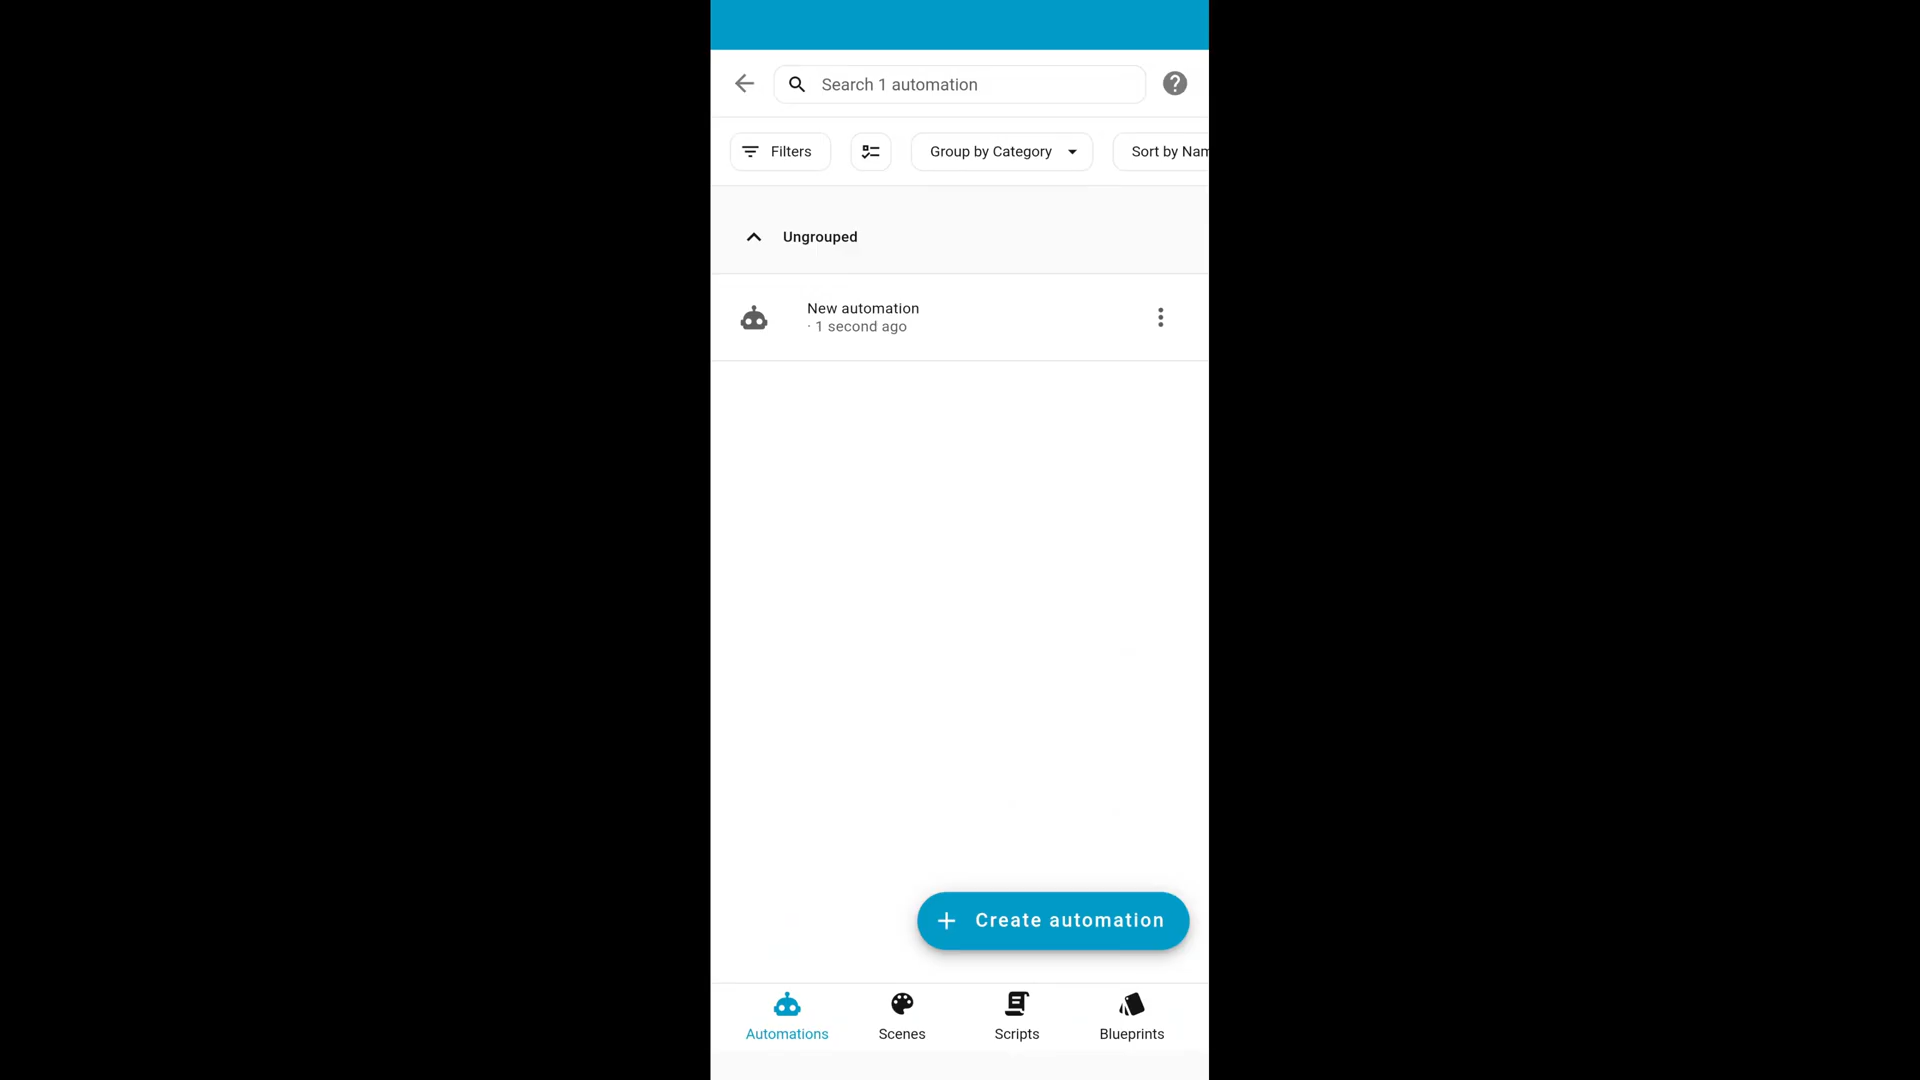 Search 1 automation
Filters
Group by Category
Sort by Nam
Ungrouped
New automation
· 1 second ago
Create automation
Automations
Scenes
Scripts
Blueprints